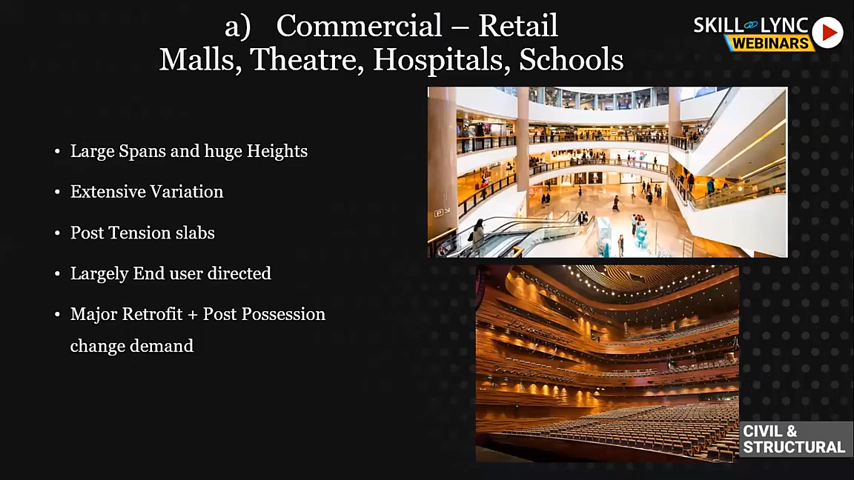 a) Commercial – Retail
Malls, Theatre, Hospitals, Schools
SKILL LYNC
WEBINARS
• Large Spans and huge Heights
• Extensive Variation
• Post Tension slabs
• Largely End user directed
• Major Retrofit + Post Possession
change demand
CIVIL &
STRUCTURAL